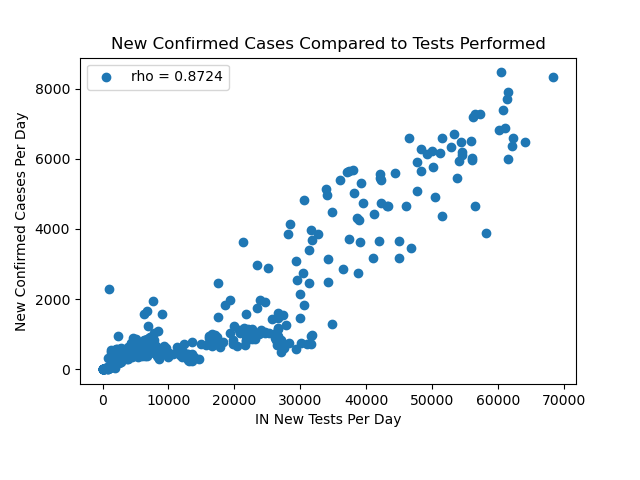 New Confirmed Cases Compared to Tests Performed
rho = 0.8724
New Confirmed Caeses Per Day
8000
6000
4000
2000
0
0 10000 20000 30000 40000 50000 60000 70000
IN New Tests Per Day